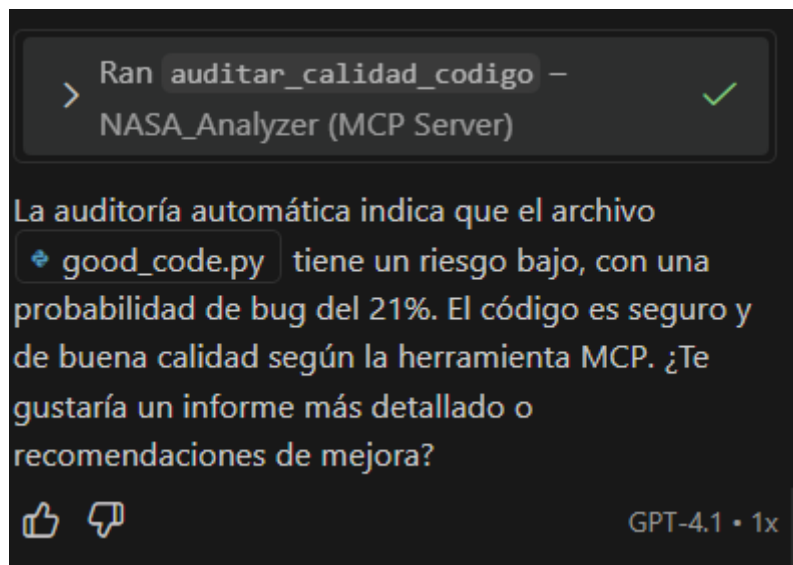 Ran auditar_calidad_codigo –
NASA_Analyzer (MCP Server)
La auditoría automática indica que el archivo
good_code.py tiene un riesgo bajo, con una
probabilidad de bug del 21%. El código es seguro y
de buena calidad según la herramienta MCP. ¿Te
gustaría un informe más detallado o
recomendaciones de mejora?
GPT-4.1 • 1x